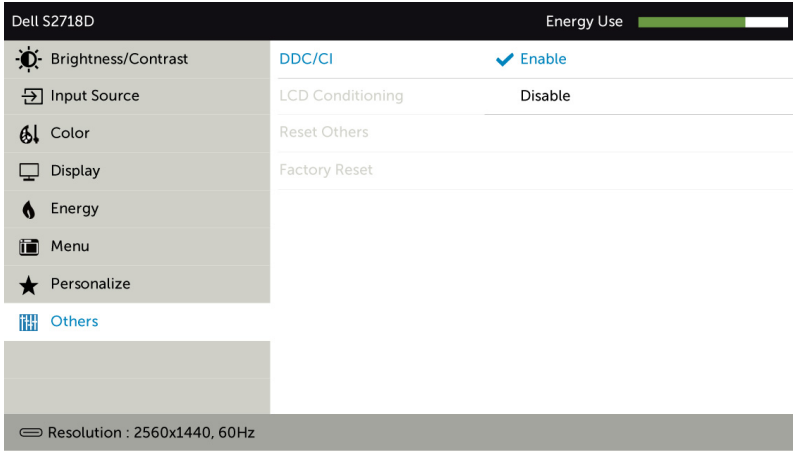 Dell S2718D Energy Use
Brightness/Contrast DDC/CI Enable
Input Source LCD Conditioning Disable
Color Reset Others
Display Factory Reset
Energy
Menu
Personalize
Others
Resolution : 2560x1440, 60Hz